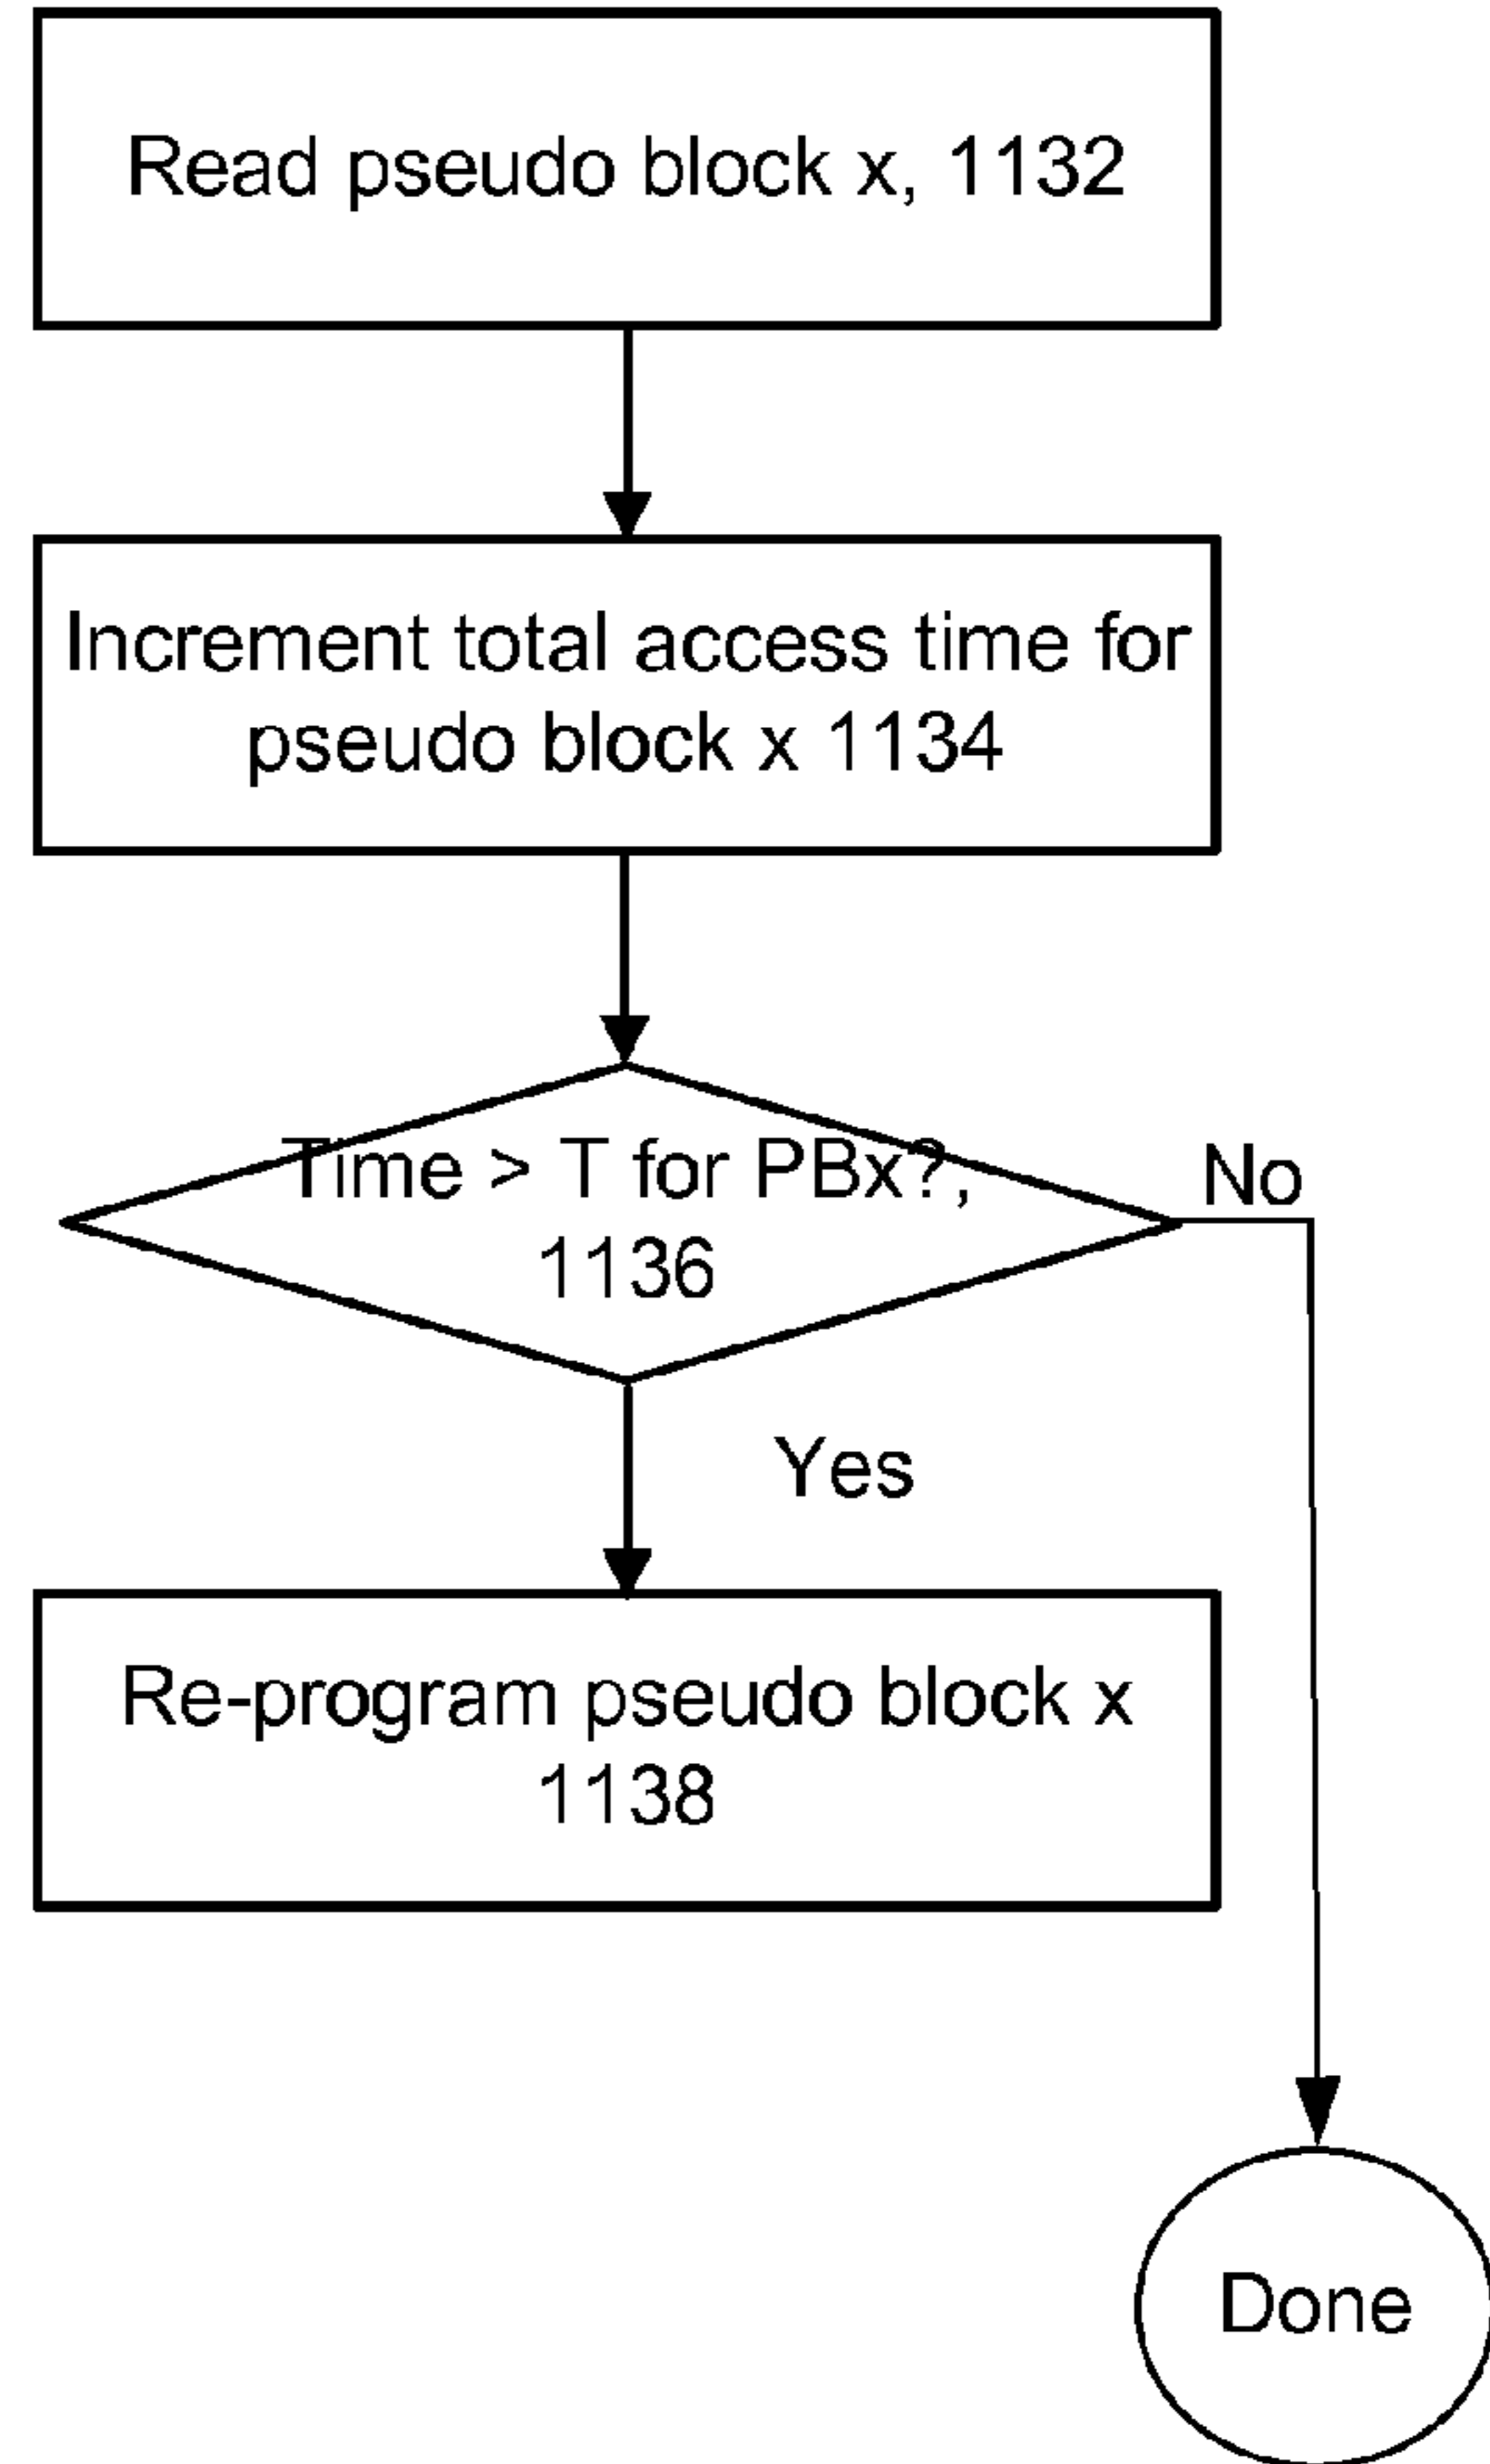 Read pseudo block x, 1132
Increment total access time for
pseudo block x 1134
Time > T for PBx?,
1136
No
Yes
Re-program pseudo block x
1138
Done